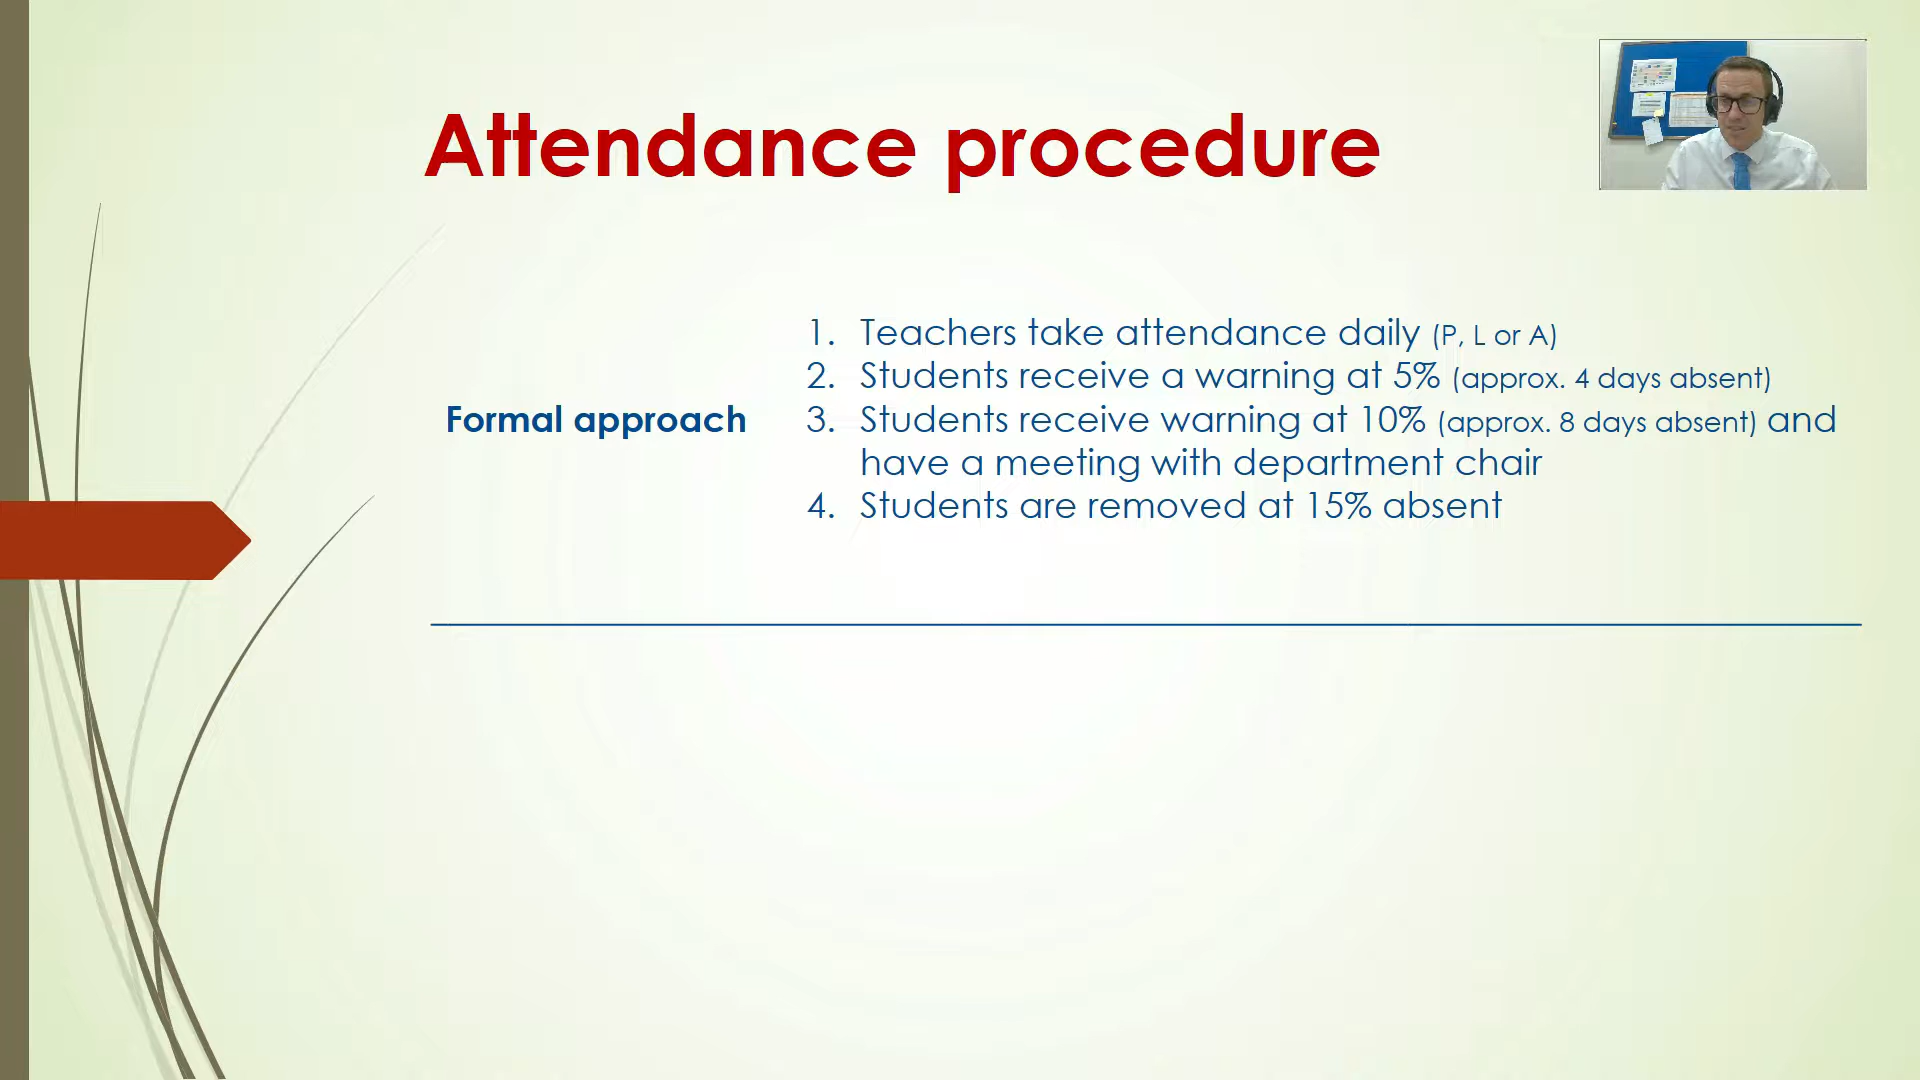 Attendance procedure
Formal approach
1. Teachers take attendance daily (P, L or A)
2. Students receive a warning at 5% (approx. 4 days absent)
3. Students receive warning at 10% (approx. 8 days absent) and
have a meeting with department chair
4. Students are removed at 15% absent